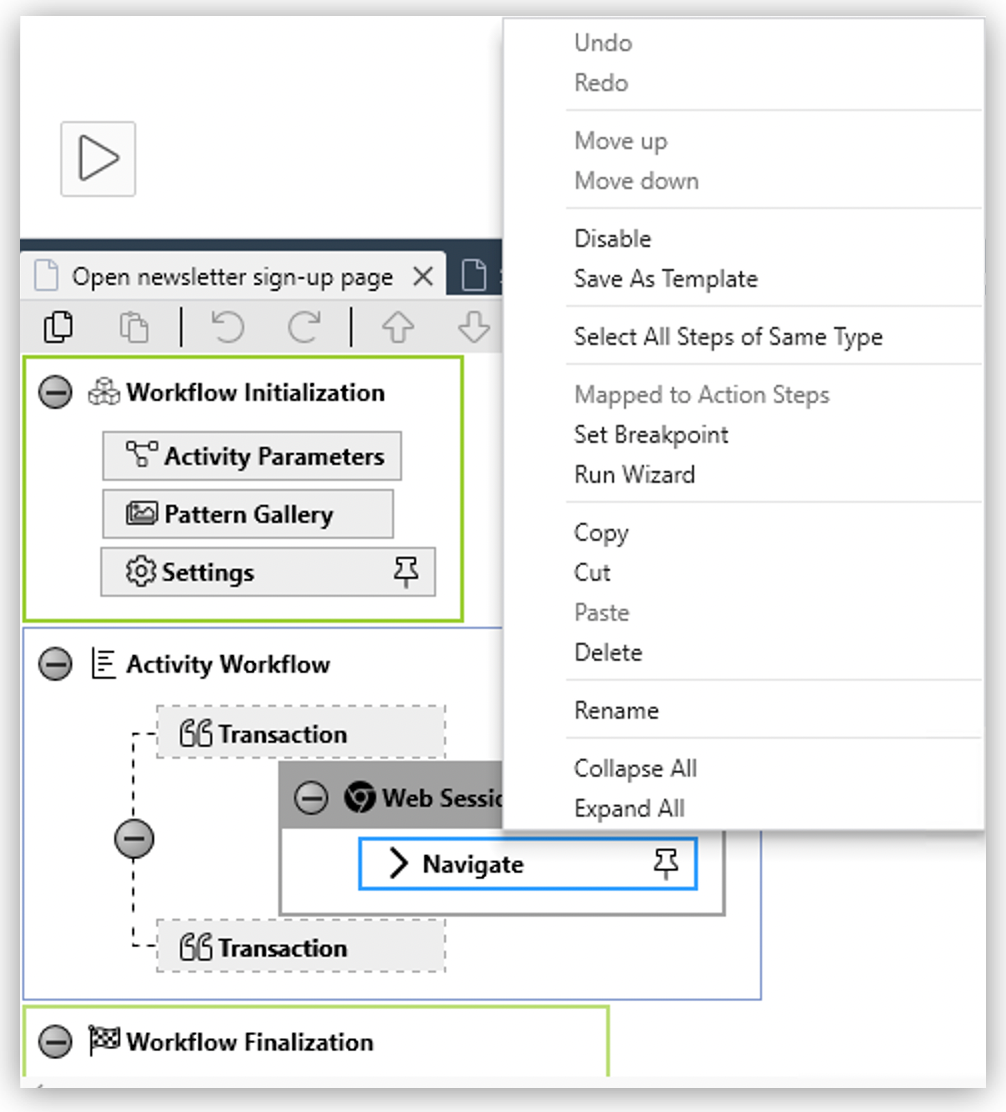 Undo
Redo
Move up
Move down
Disable
Save As Template
Select All Steps of Same Type
Mapped to Action Steps
Set Breakpoint
Run Wizard
Copy
Cut
Paste
Delete
Rename
Collapse All
Expand All
Open newsletter sign-up page
Workflow Initialization
Activity Parameters
Pattern Gallery
Settings
Activity Workflow
Transaction
Web
Navigate
Transaction
Workflow Finalization